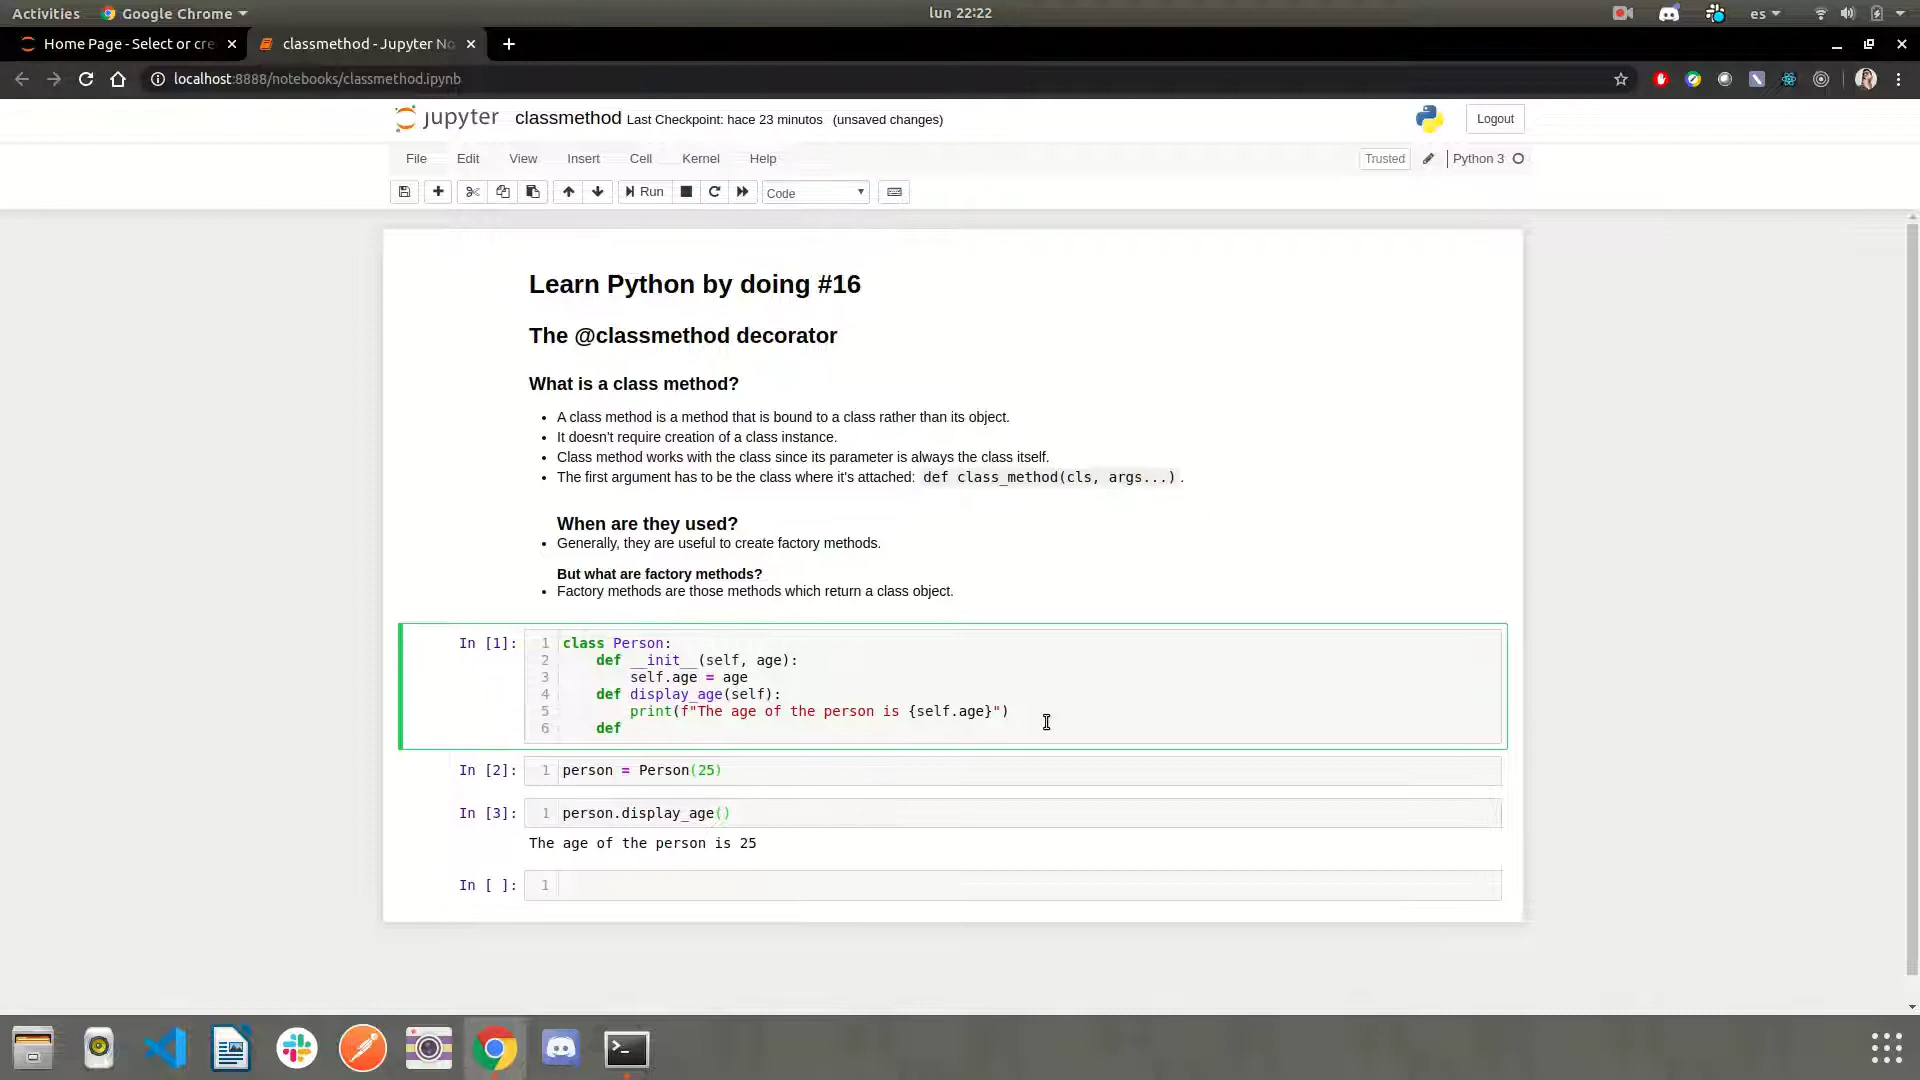 Activities Google Chrome lun 22:22 es
Home Page - Select or cre classmethod - Jupyter No
localhost:8888/notebooks/classmethod.ipynb
jupyter classmethod Last Checkpoint: hace 23 minutos (unsaved changes) Logout
File Edit View Insert Cell Kernel Help Trusted Python 3
Run Code
Learn Python by doing #16
The @classmethod decorator
What is a class method?
• A class method is a method that is bound to a class rather than its object.
• It doesn't require creation of a class instance.
• Class method works with the class since its parameter is always the class itself.
• The first argument has to be the class where it's attached: def class_method(cls, args...) .
When are they used?
• Generally, they are useful to create factory methods.
But what are factory methods?
• Factory methods are those methods which return a class object.
In [1]: 1 class Person:
2     def __init__(self, age):
3         self.age = age
4     def display_age(self):
5         print(f"The age of the person is {self.age}")
6     def
In [2]: 1 person = Person(25)
In [3]: 1 person.display_age()
The age of the person is 25
In [ ]: 1